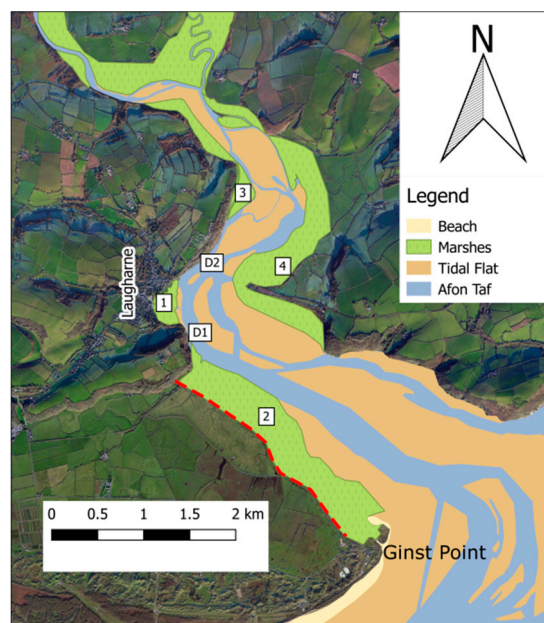 N
Legend
Beach
Marshes
Tidal Flat
Afon Taf
3
D2
4
Laugharne
1
D1
2
0 0.5 1 1.5 2 km
Ginst Point